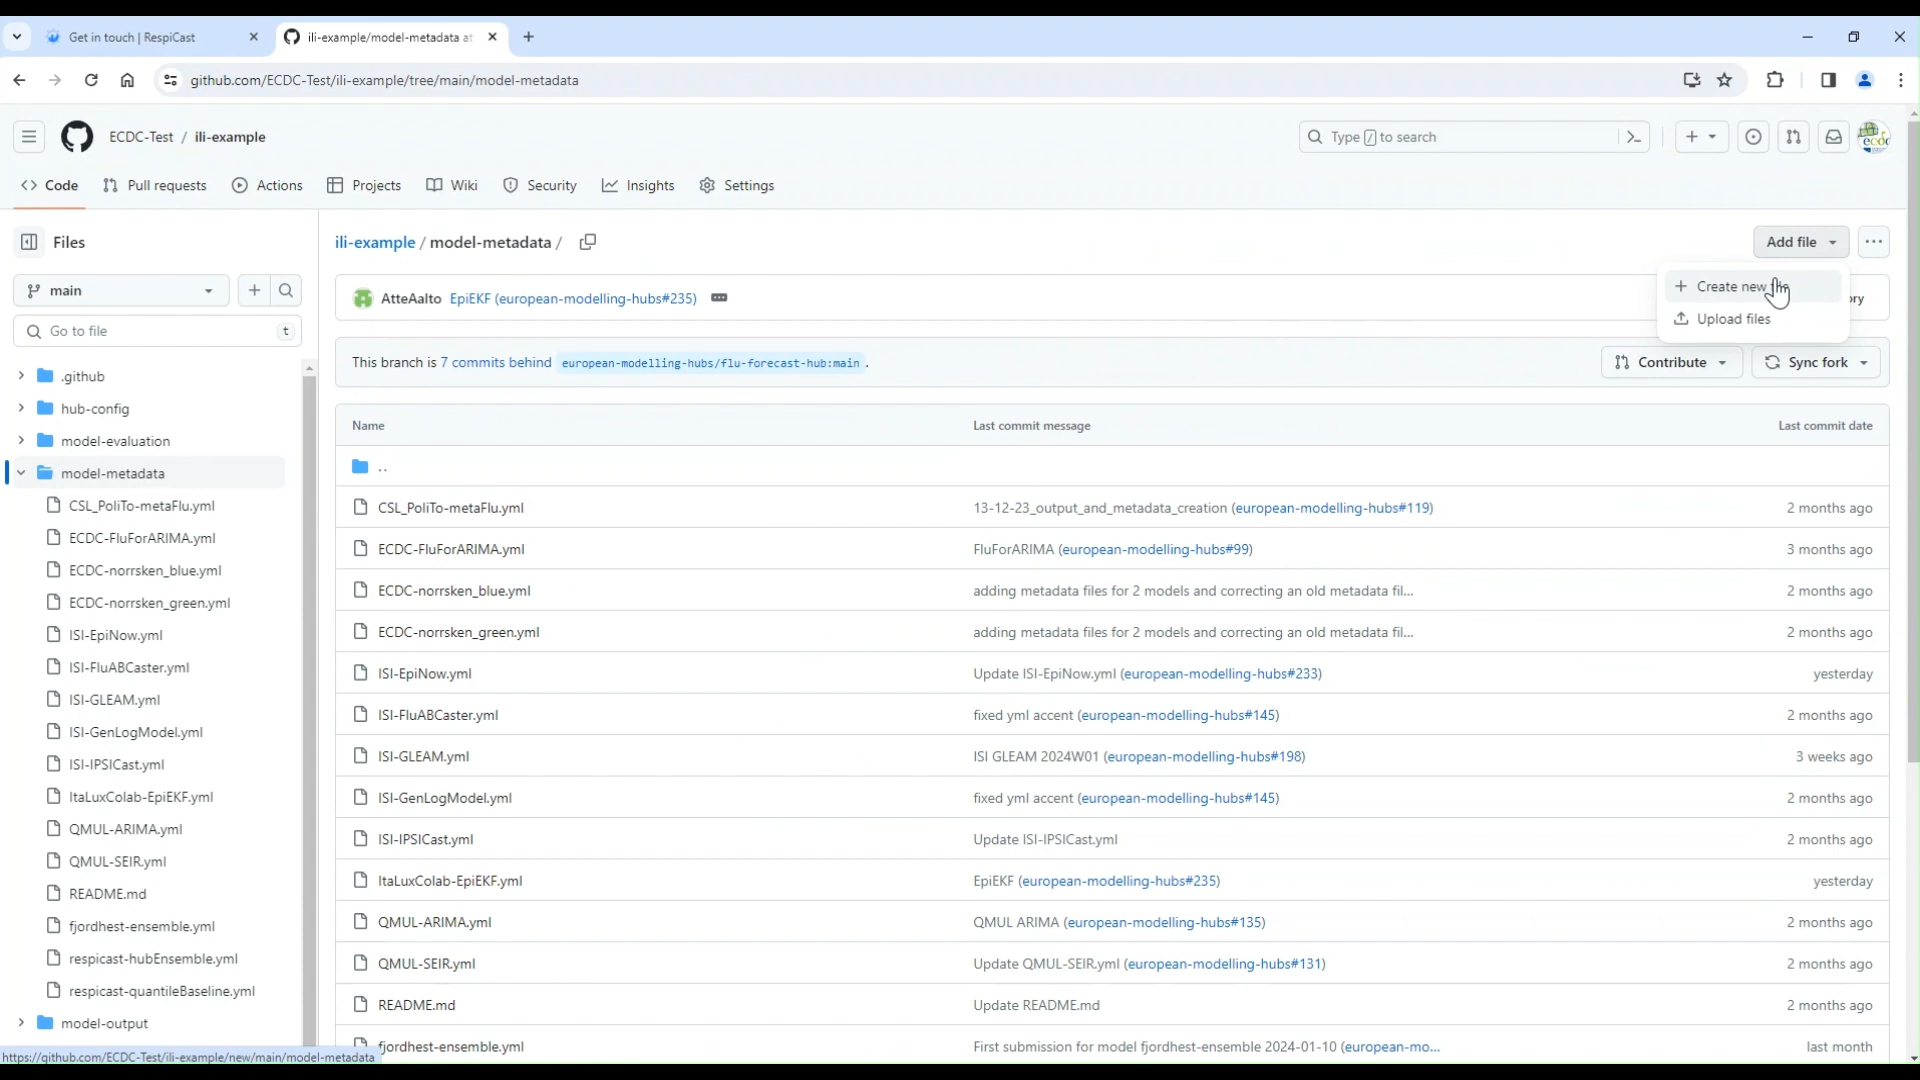 Get in touch | RespiCast
ili-example/model-metadata at
github.com/ECDC-Test/ili-example/tree/main/model-metadata
ECDC-Test / ili-example
Type / to search
Code
Pull requests
Actions
Projects
Wiki
Security
Insights
Settings
Files
main
Go to file
t
.github
hub-config
model-evaluation
model-metadata
CSL_PoliTo-metaFlu.yml
ECDC-FluForARIMA.yml
ECDC-norrsken_blue.yml
ECDC-norrsken_green.yml
ISI-EpiNow.yml
ISI-FluABCaster.yml
ISI-GLEAM.yml
ISI-GenLogModel.yml
ISI-IPSICast.yml
ItaLuxColab-EpiEKF.yml
QMUL-ARIMA.yml
QMUL-SEIR.yml
README.md
fjordhest-ensemble.yml
respicast-hubEnsemble.yml
respicast-quantileBaseline.yml
model-output
https://github.com/ECDC-Test/ili-example/new/main/model-metadata
ili-example / model-metadata /
Add file
Create new
Upload files
AtteAalto EpiEKF (european-modelling-hubs#235)
This branch is 7 commits behind european-modelling-hubs/flu-forecast-hub:main .
Contribute
Sync fork
Name Last commit message Last commit date
..
CSL_PoliTo-metaFlu.yml 13-12-23_output_and_metadata_creation (european-modelling-hubs#119) 2 months ago
ECDC-FluForARIMA.yml FluForARIMA (european-modelling-hubs#99) 3 months ago
ECDC-norrsken_blue.yml adding metadata files for 2 models and correcting an old metadata fil... 2 months ago
ECDC-norrsken_green.yml adding metadata files for 2 models and correcting an old metadata fil... 2 months ago
ISI-EpiNow.yml Update ISI-EpiNow.yml (european-modelling-hubs#233) yesterday
ISI-FluABCaster.yml fixed yml accent (european-modelling-hubs#145) 2 months ago
ISI-GLEAM.yml ISI GLEAM 2024W01 (european-modelling-hubs#198) 3 weeks ago
ISI-GenLogModel.yml fixed yml accent (european-modelling-hubs#145) 2 months ago
ISI-IPSICast.yml Update ISI-IPSICast.yml 2 months ago
ItaLuxColab-EpiEKF.yml EpiEKF (european-modelling-hubs#235) yesterday
QMUL-ARIMA.yml QMUL ARIMA (european-modelling-hubs#135) 2 months ago
QMUL-SEIR.yml Update QMUL-SEIR.yml (european-modelling-hubs#131) 2 months ago
README.md Update README.md 2 months ago
fjordhest-ensemble.yml First submission for model fjordhest-ensemble 2024-01-10 (european-mo... last month